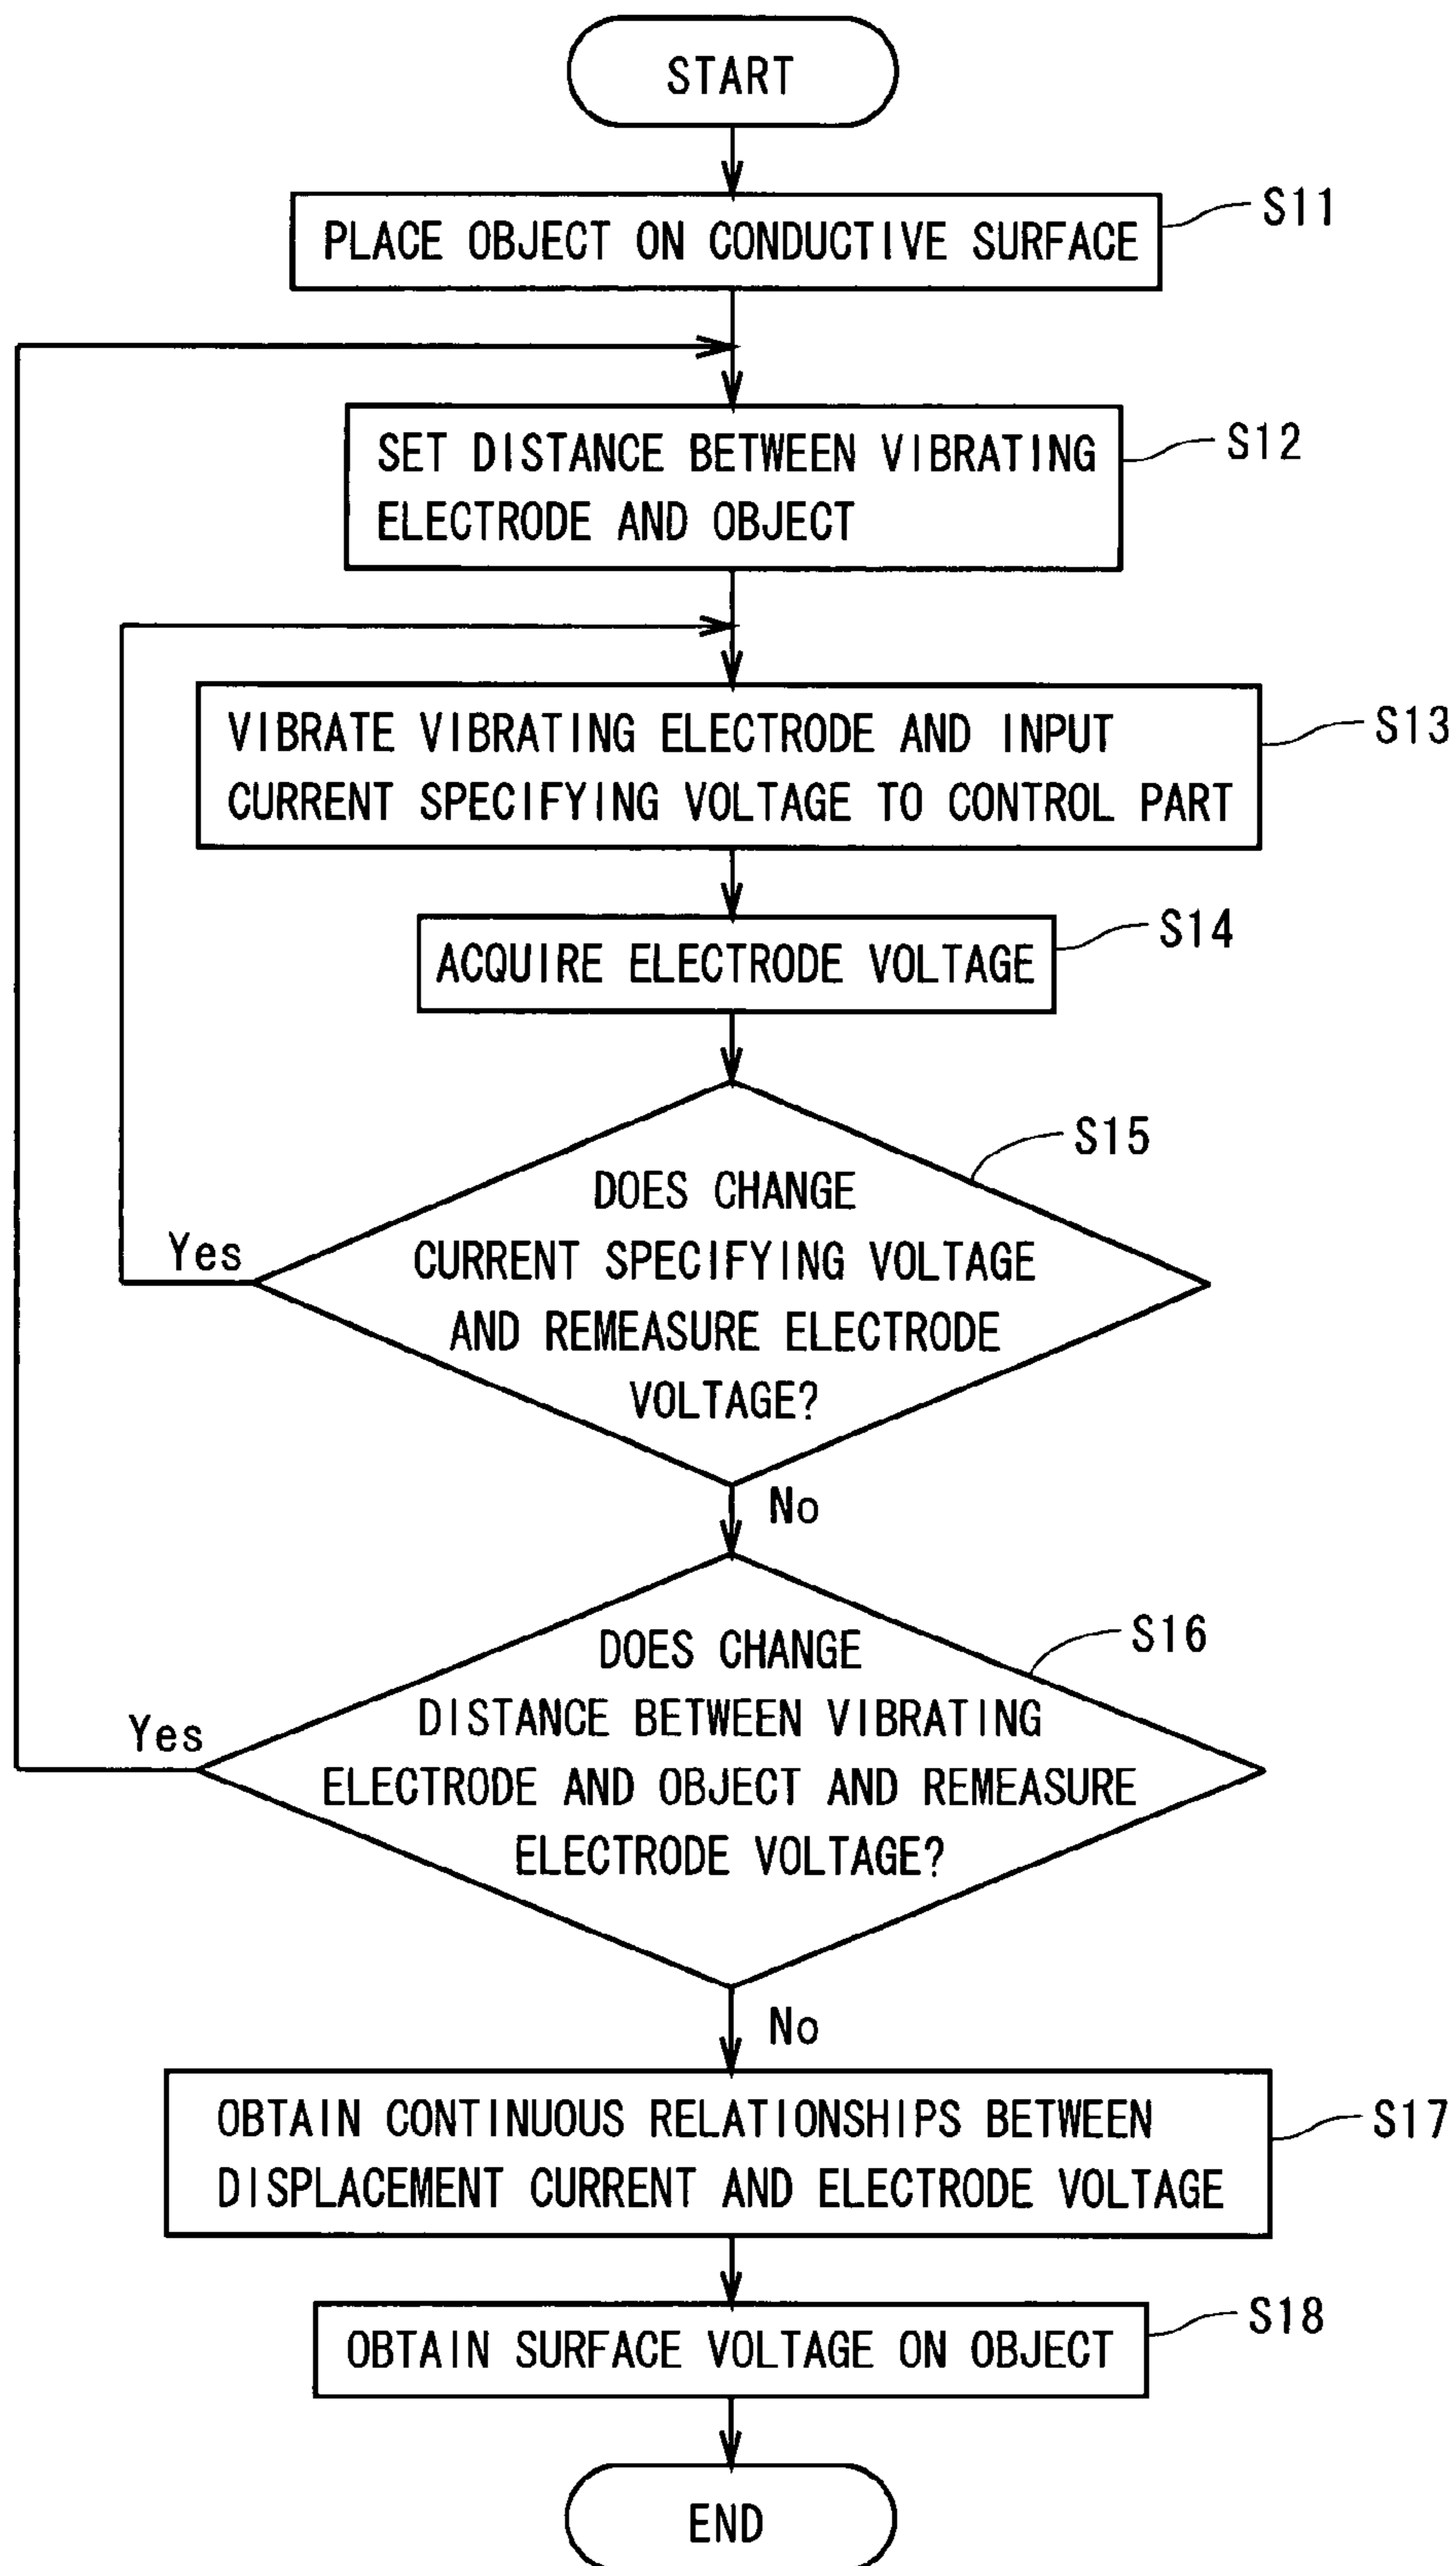 START
PLACE OBJECT ON CONDUCTIVE SURFACE
S11
SET DISTANCE BETWEEN VIBRATING
ELECTRODE AND OBJECT
S12
VIBRATE VIBRATING ELECTRODE AND INPUT
CURRENT SPECIFYING VOLTAGE TO CONTROL PART
S13
ACQUIRE ELECTRODE VOLTAGE
S14
DOES CHANGE
CURRENT SPECIFYING VOLTAGE
AND REMEASURE ELECTRODE
VOLTAGE?
S15
Yes
No
DOES CHANGE
DISTANCE BETWEEN VIBRATING
ELECTRODE AND OBJECT AND REMEASURE
ELECTRODE VOLTAGE?
S16
Yes
No
OBTAIN CONTINUOUS RELATIONSHIPS BETWEEN
DISPLACEMENT CURRENT AND ELECTRODE VOLTAGE
S17
OBTAIN SURFACE VOLTAGE ON OBJECT
S18
END